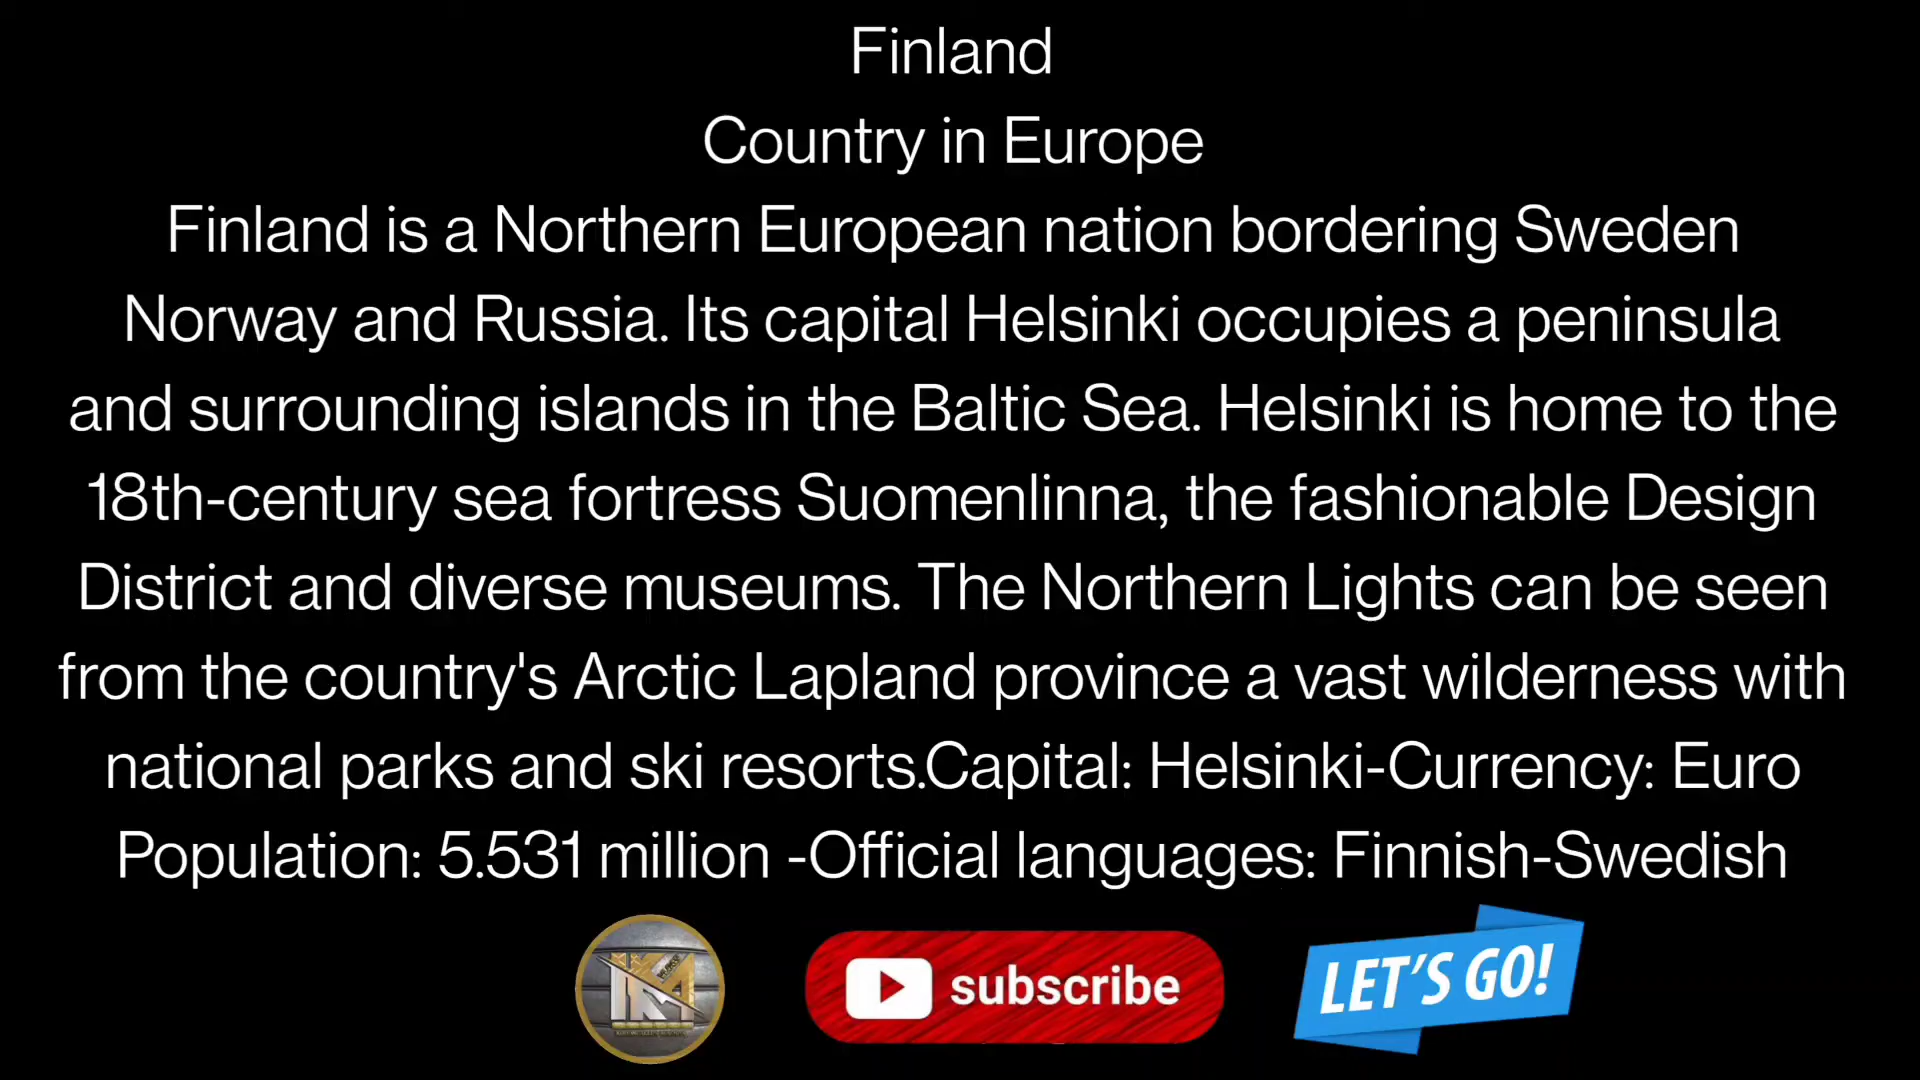 Finland
Country in Europe
Finland is a Northern European nation bordering Sweden
Norway and Russia. Its capital Helsinki occupies a peninsula
and surrounding islands in the Baltic Sea. Helsinki is home to the
18th-century sea fortress Suomenlinna, the fashionable Design
District and diverse museums. The Northern Lights can be seen
from the country's Arctic Lapland province a vast wilderness with
national parks and ski resorts.Capital: Helsinki-Currency: Euro
Population: 5.531 million -Official languages: Finnish-Swedish
subscribe
LET'S GO!